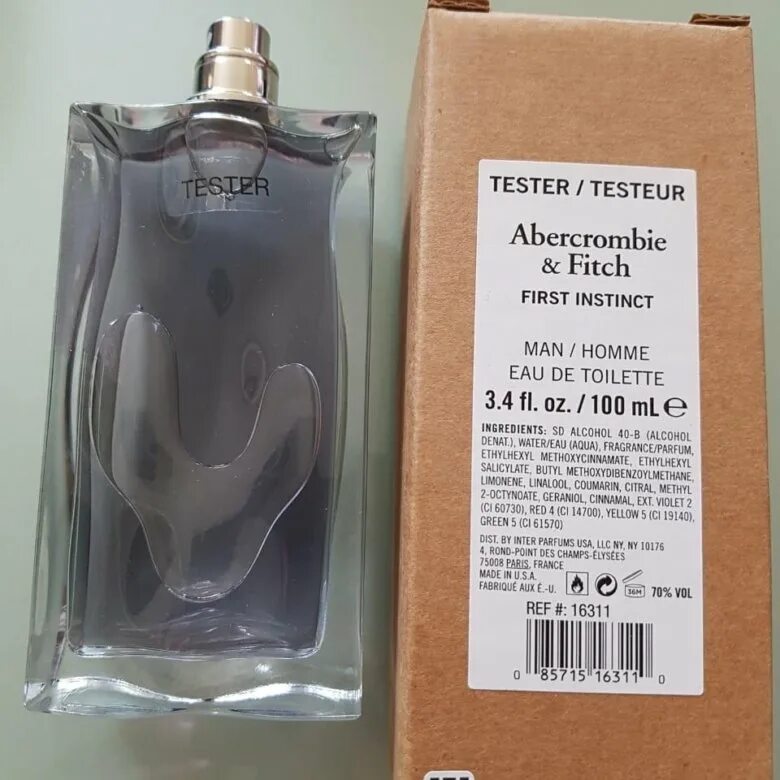 TESTER
TESTER / TESTEUR
Abercrombie
& Fitch
FIRST INSTINCT
MAN / HOMME
EAU DE TOILETTE
3.4 fl. oz. / 100 mL ℮
INGREDIENTS: SD ALCOHOL 40-B (ALCOHOL
DENAT.), WATER/EAU (AQUA), FRAGRANCE/PARFUM,
ETHYLHEXYL METHOXYCINNAMATE, ETHYLHEXYL
SALICYLATE, BUTYL METHOXYDIBENZOYLMETHANE,
LIMONENE, LINALOOL, COUMARIN, CITRAL, METHYL
2-OCTYNOATE, GERANIOL, CINNAMAL, EXT. VIOLET 2
(CI 60730), RED 4 (CI 14700), YELLOW 5 (CI 19140),
GREEN 5 (CI 61570)
DIST. BY INTER PARFUMS USA, LLC NY, NY 10176
4, ROND-POINT DES CHAMPS-ÉLYSÉES
75008 PARIS, FRANCE
MADE IN U.S.A.
FABRIQUÉ AUX É.-U.
36M
70% VOL
REF #: 16311
0 85715 16311 0